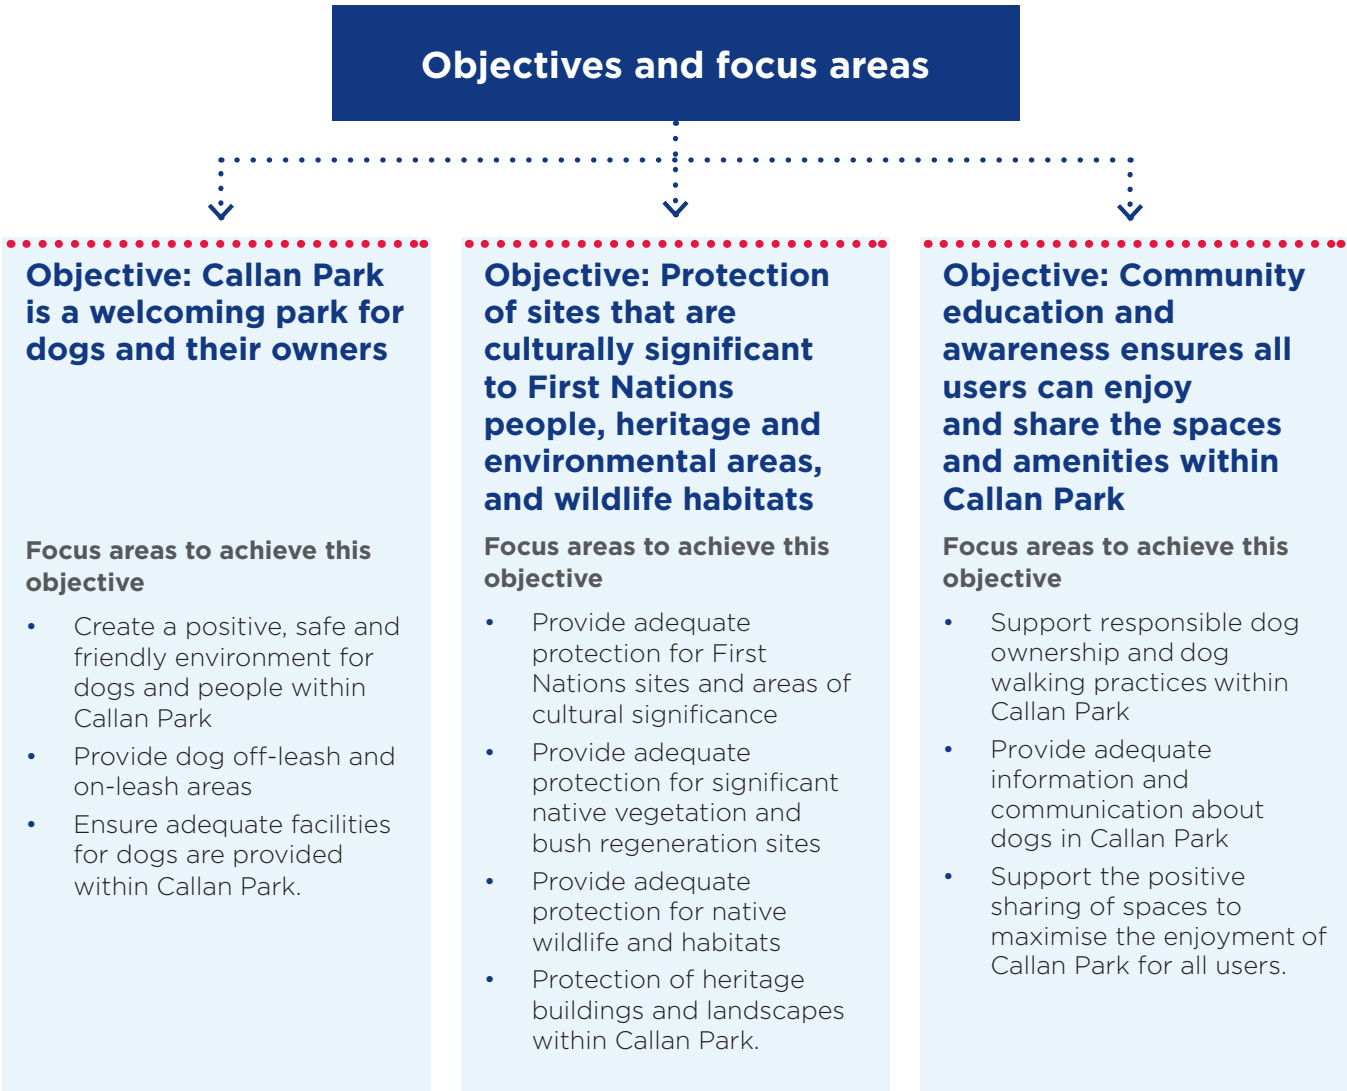 Objectives and focus areas
Objective: Callan Park
is a welcoming park for
dogs and their owners
Focus areas to achieve this
objective
• Create a positive, safe and
friendly environment for
dogs and people within
Callan Park
• Provide dog off-leash and
on-leash areas
• Ensure adequate facilities
for dogs are provided
within Callan Park.
Objective: Protection
of sites that are
culturally significant
to First Nations
people, heritage and
environmental areas,
and wildlife habitats
Focus areas to achieve this
objective
• Provide adequate
protection for First
Nations sites and areas of
cultural significance
• Provide adequate
protection for significant
native vegetation and
bush regeneration sites
• Provide adequate
protection for native
wildlife and habitats
• Protection of heritage
buildings and landscapes
within Callan Park.
Objective: Community
education and
awareness ensures all
users can enjoy
and share the spaces
and amenities within
Callan Park
Focus areas to achieve this
objective
• Support responsible dog
ownership and dog
walking practices within
Callan Park
• Provide adequate
information and
communication about
dogs in Callan Park
• Support the positive
sharing of spaces to
maximise the enjoyment of
Callan Park for all users.